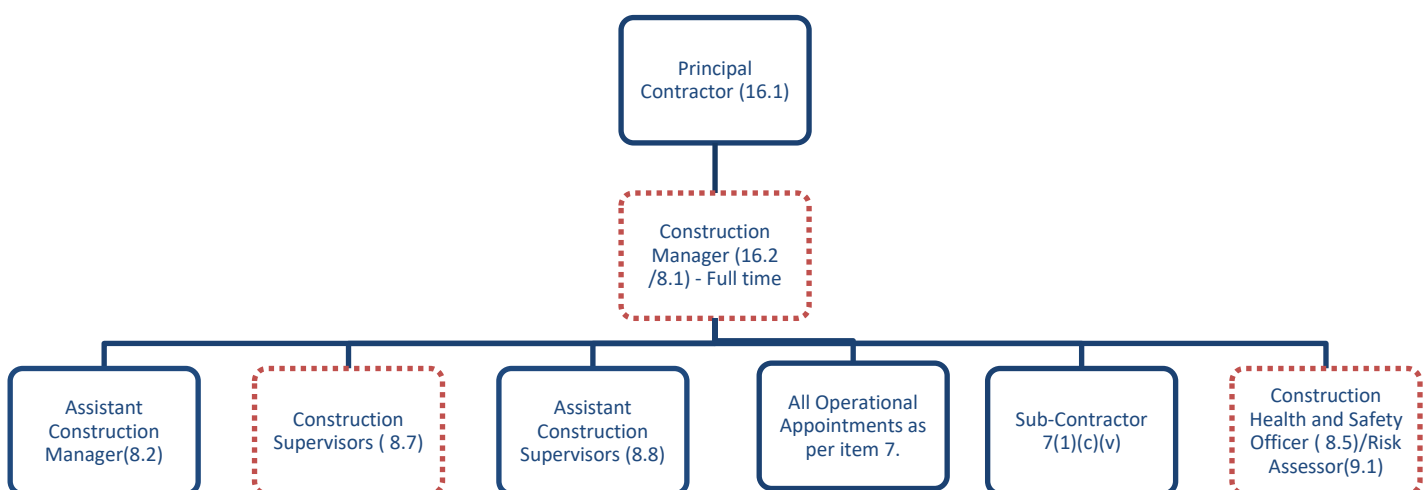 Principal
Contractor (16.1)
Construction
Manager (16.2
/8.1) - Full time
Assistant
Construction
Manager(8.2)
Construction
Supervisors ( 8.7)
Assistant
Construction
Supervisors (8.8)
All Operational
Appointments as
per item 7.
Sub-Contractor
7(1)(c)(v)
Construction
Health and Safety
Officer ( 8.5)/Risk
Assessor(9.1)